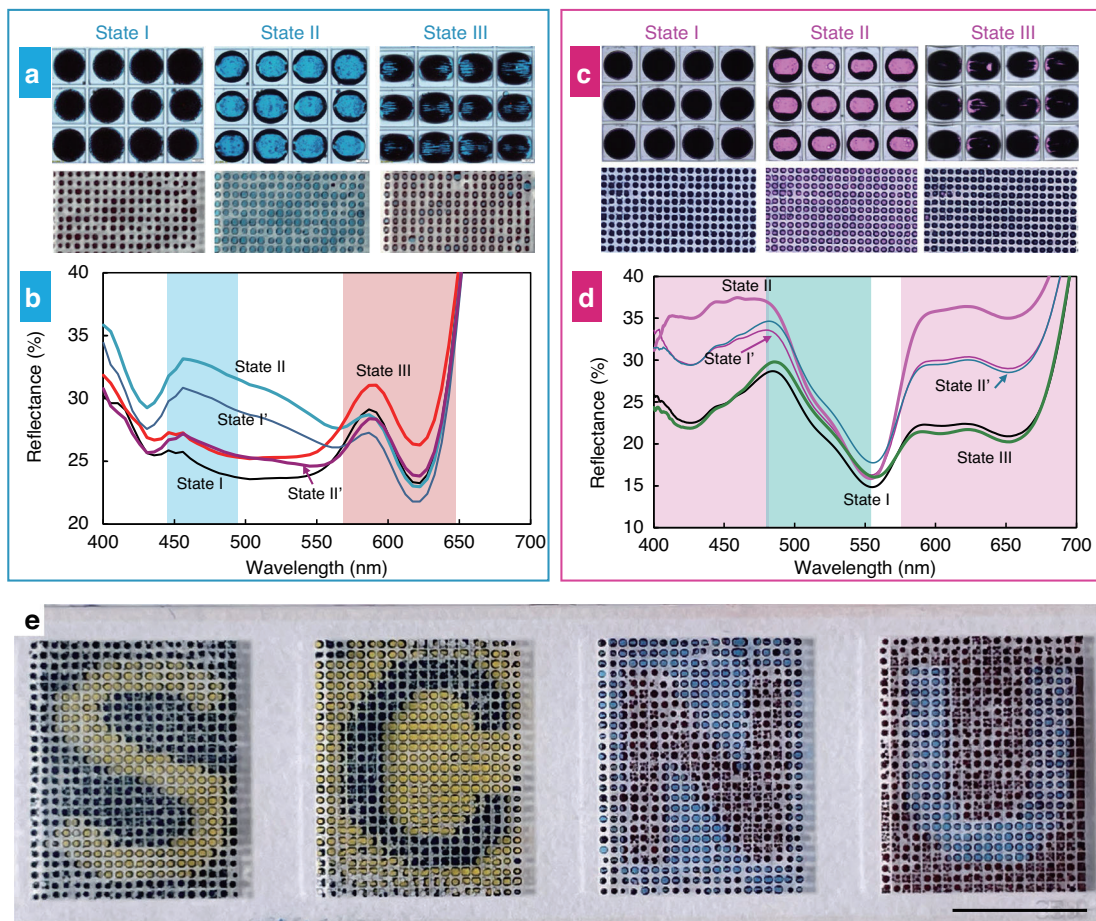 State I State II State III
a
b
40
35
30
25
20
Reflectance (%)
400 450 500 550 600 650 700
Wavelength (nm)
State II
State I’
State III
State I
State II’
State I State II State III
c
d
40
35
30
25
20
15
10
Reflectance (%)
400 450 500 550 600 650 700
Wavelength (nm)
State II
State I’
State II’
State III
State I
e
S C N U